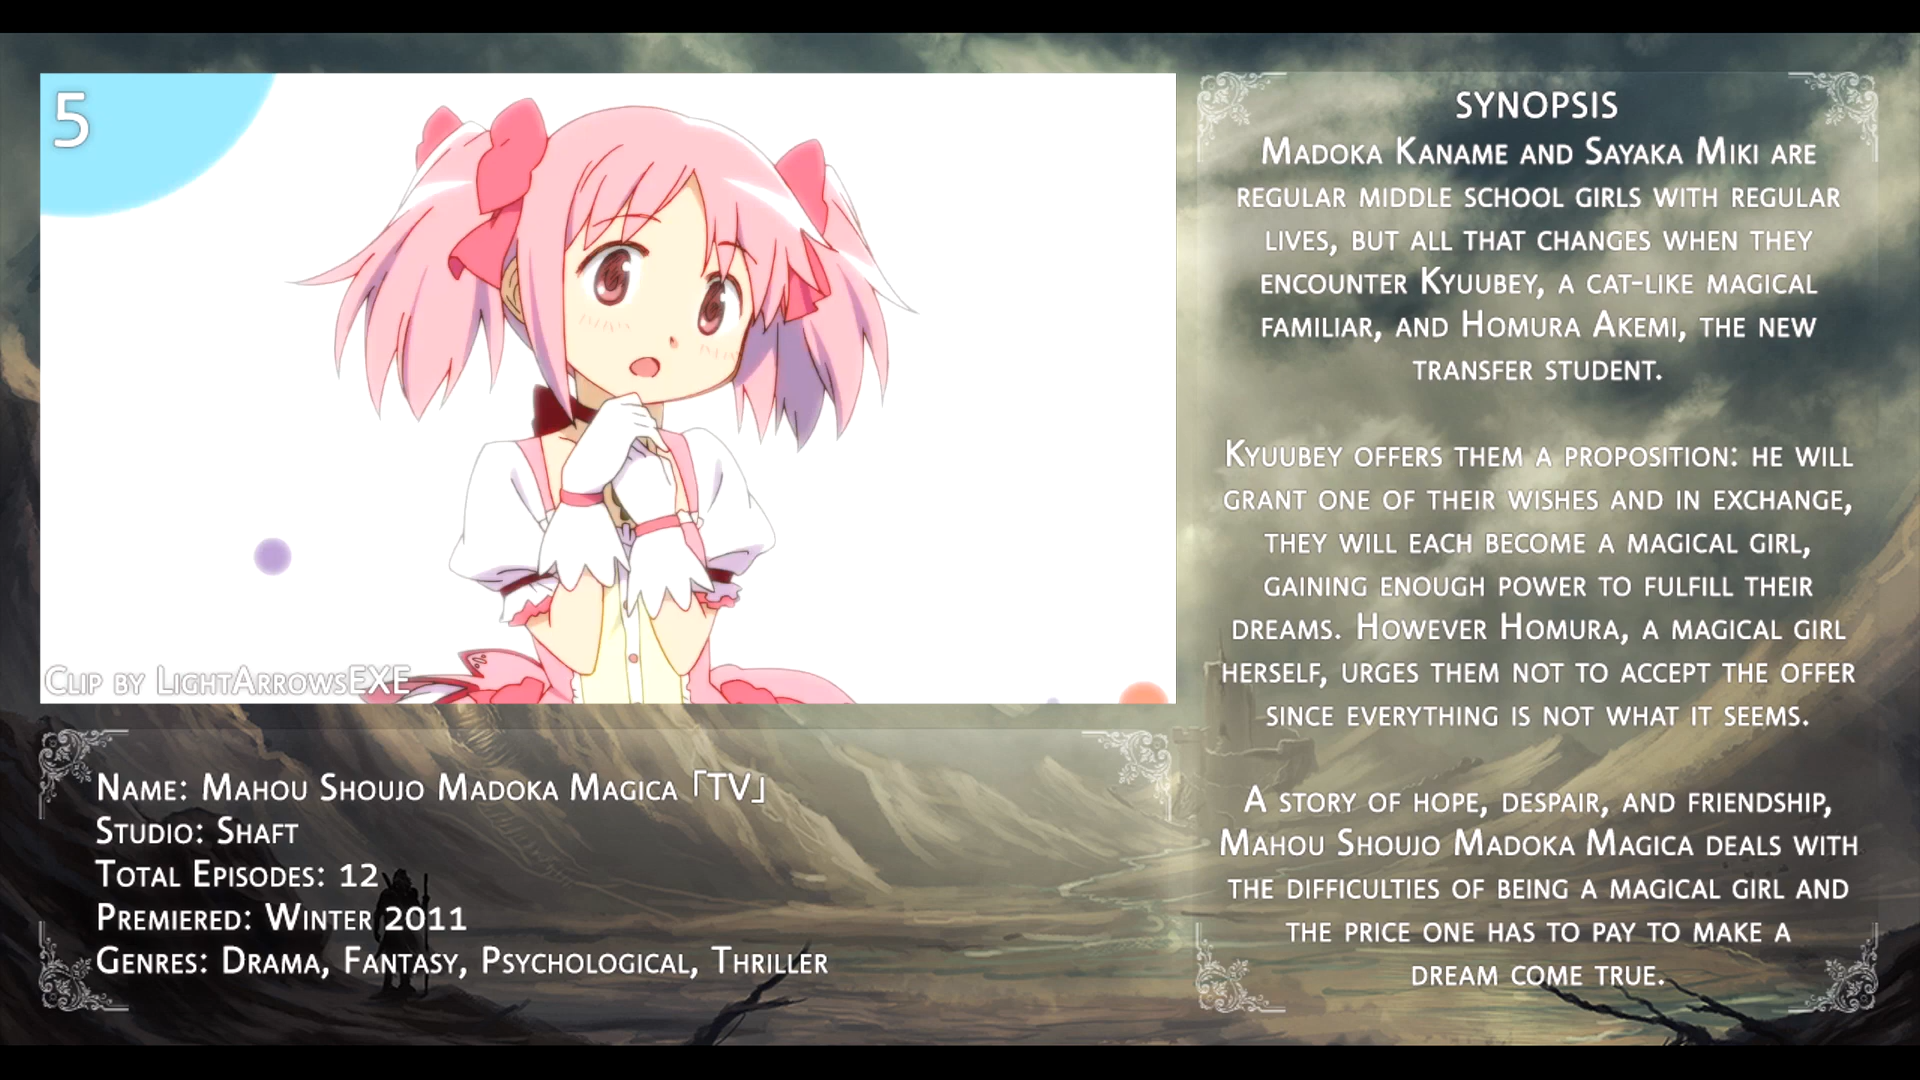 5
Clip by LightArrowsEXE
Name: Mahou Shoujo Madoka Magica「TV」
Studio: Shaft
Total Episodes: 12
Premiered: Winter 2011
Genres: Drama, Fantasy, Psychological, Thriller
SYNOPSIS
Madoka Kaname and Sayaka Miki are
regular middle school girls with regular
lives, but all that changes when they
encounter Kyuubey, a cat-like magical
familiar, and Homura Akemi, the new
transfer student.
Kyuubey offers them a proposition: he will
grant one of their wishes and in exchange,
they will each become a magical girl,
gaining enough power to fulfill their
dreams. However Homura, a magical girl
herself, urges them not to accept the offer
since everything is not what it seems.
A story of hope, despair, and friendship,
Mahou Shoujo Madoka Magica deals with
the difficulties of being a magical girl and
the price one has to pay to make a
dream come true.